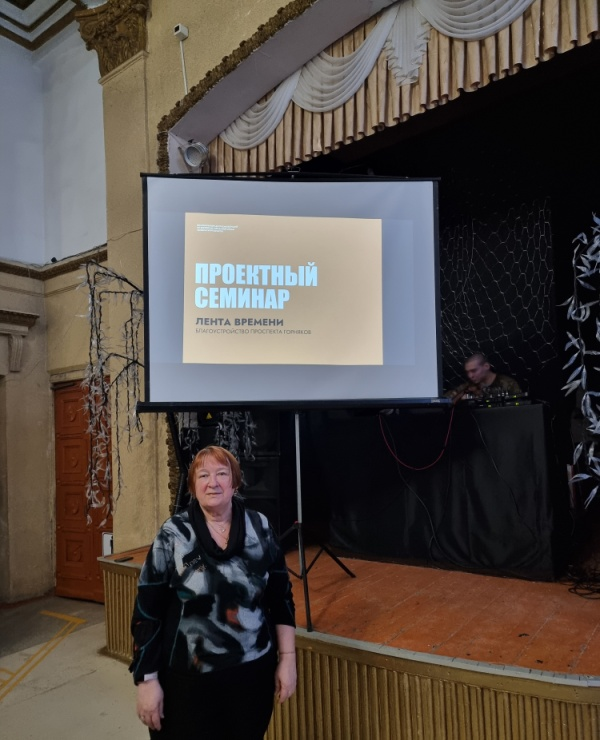 ПРОЕКТНЫЙ
СЕМИНАР
ЛЕНТА ВРЕМЕНИ
БЛАГОУСТРОЙСТВО ПРОСПЕКТА ГОРНЯКОВ